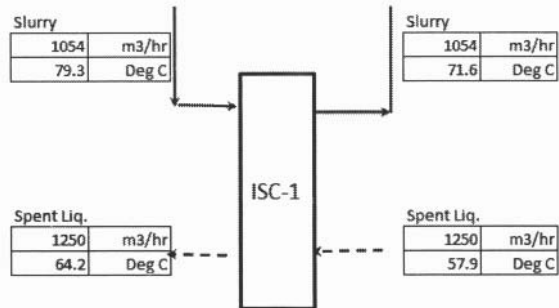 Slurry
1054 m3/hr
79.3 Deg C
Slurry
1054 m3/hr
71.6 Deg C
ISC-1
Spent Liq.
1250 m3/hr
64.2 Deg C
Spent Liq.
1250 m3/hr
57.9 Deg C